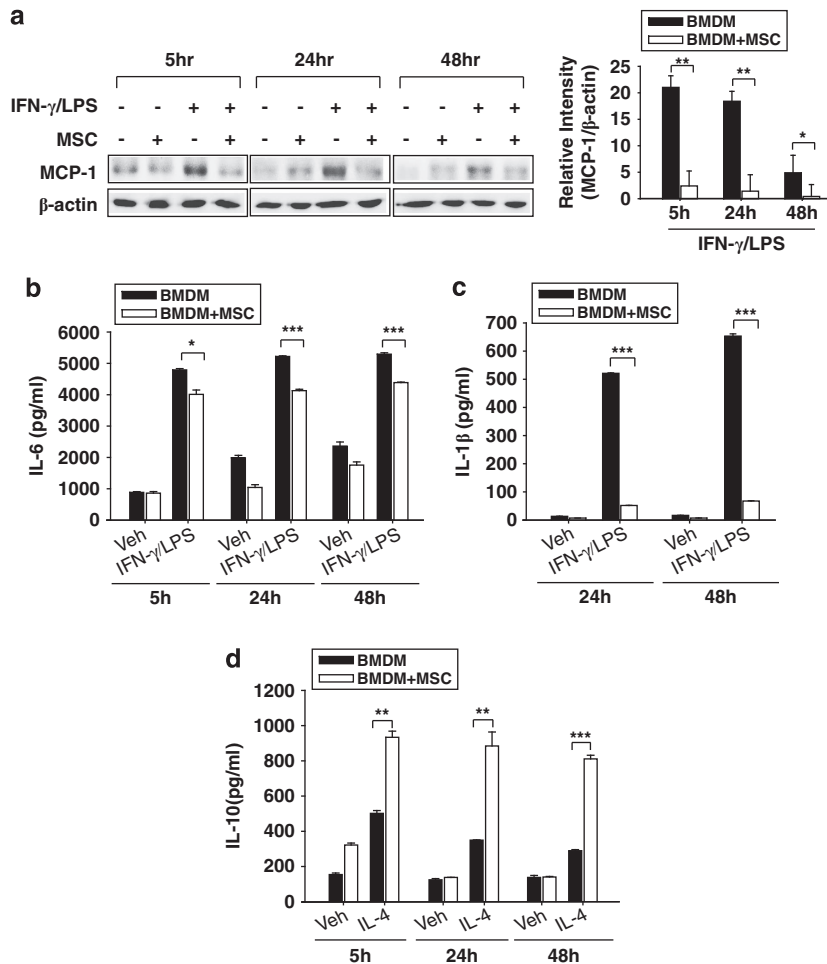 a
5hr 24hr 48hr
IFN-γ/LPS - - + + - - + + - - + +
MSC - + - + - + - + - + - +
MCP-1
β-actin
BMDM
BMDM+MSC
Relative Intensity
(MCP-1/β-actin)
25
20
15
10
5
0
** ** *
5h 24h 48h
IFN-γ/LPS
b
BMDM
BMDM+MSC
IL-6 (pg/ml)
6000
5000
4000
3000
2000
1000
0
* *** ***
Veh IFN-γ/LPS Veh IFN-γ/LPS Veh IFN-γ/LPS
5h 24h 48h
c
BMDM
BMDM+MSC
IL-1β (pg/ml)
700
600
500
400
300
200
100
0
*** ***
Veh IFN-γ/LPS Veh IFN-γ/LPS
24h 48h
d
BMDM
BMDM+MSC
IL-10(pg/ml)
1200
1000
800
600
400
200
0
** ** ***
Veh IL-4 Veh IL-4 Veh IL-4
5h 24h 48h